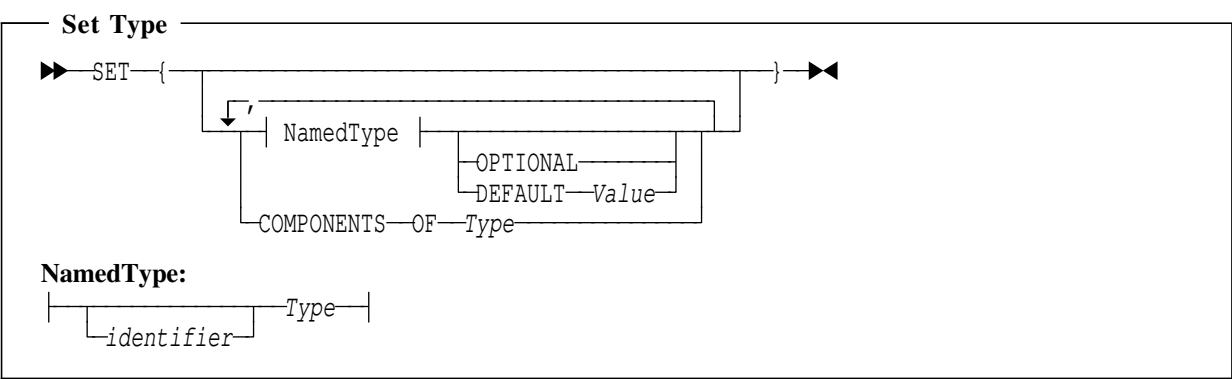 Set Type
SET { }
,
NamedType
OPTIONAL
DEFAULT Value
COMPONENTS OF Type
NamedType:
Type
identifier